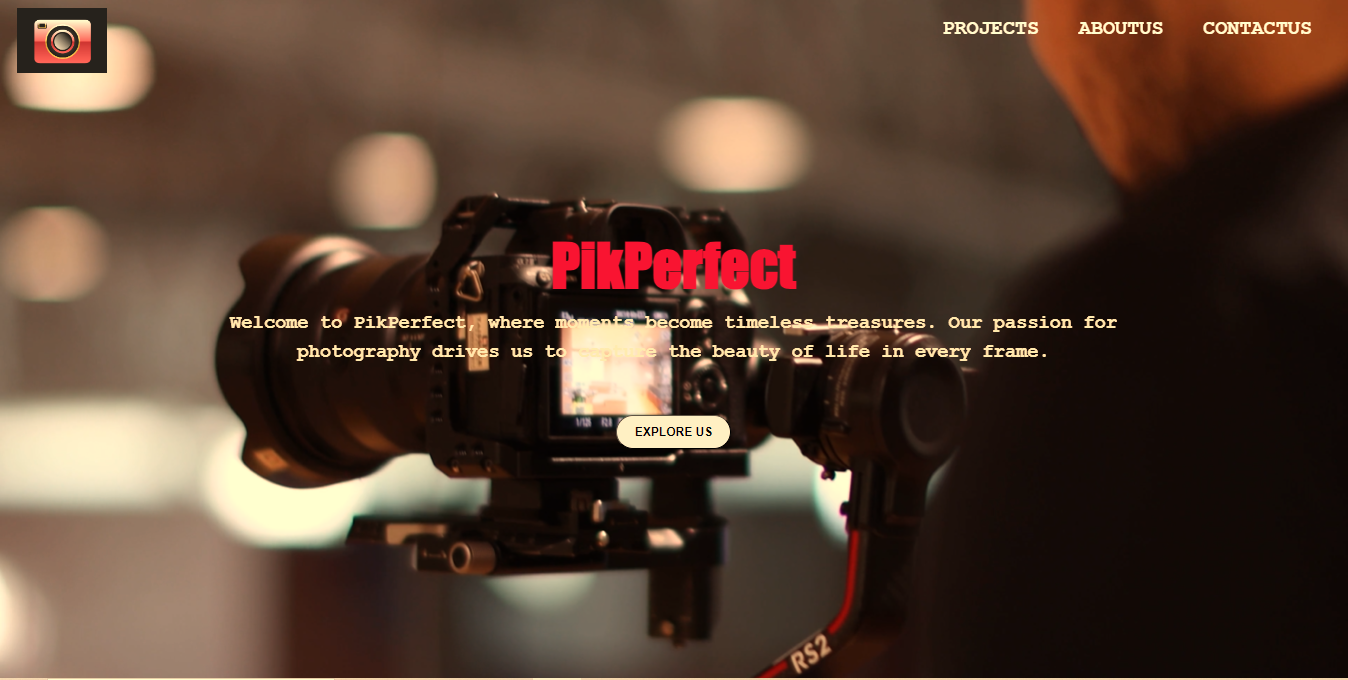 PROJECTS ABOUTUS CONTACTUS
PikPerfect
Welcome to PikPerfect, where moments become timeless treasures. Our passion for
photography drives us to capture the beauty of life in every frame.
EXPLORE US
RS2